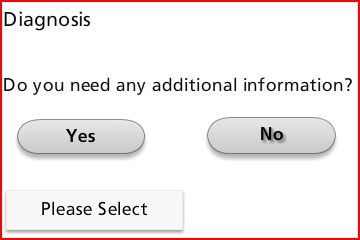 Diagnosis
Do you need any additional information?
Yes No
Please Select